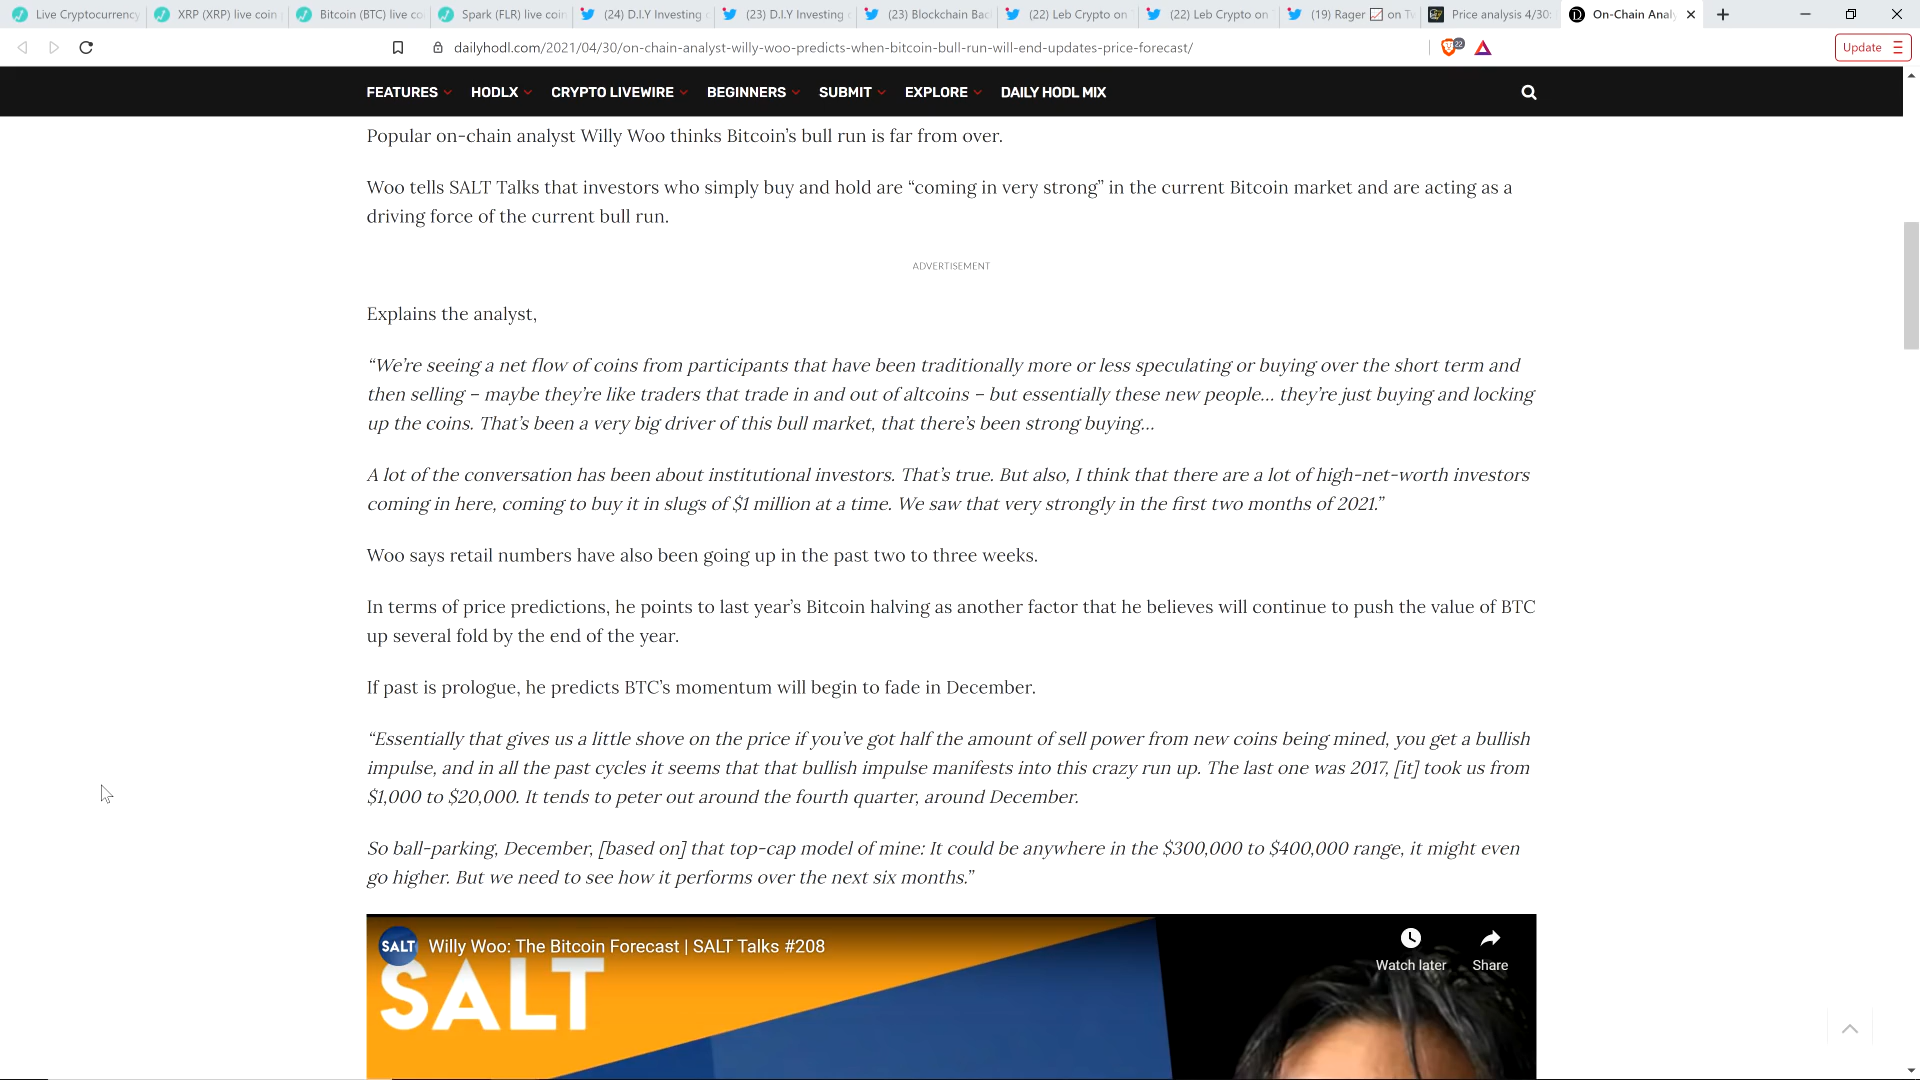 Live Cryptocurrency
XRP (XRP) live coin
Bitcoin (BTC) live co
Spark (FLR) live coin
(24) D.I.Y Investing
(23) D.I.Y Investing
(23) Blockchain Bac
(22) Leb Crypto on
(22) Leb Crypto on
(19) Rager 📈 on Tw
Price analysis 4/30:
On-Chain Anal
dailyhodl.com/2021/04/30/on-chain-analyst-willy-woo-predicts-when-bitcoin-bull-run-will-end-updates-price-forecast/
22
Update
FEATURES HODLX CRYPTO LIVEWIRE BEGINNERS SUBMIT EXPLORE DAILY HODL MIX
Popular on-chain analyst Willy Woo thinks Bitcoin's bull run is far from over.
Woo tells SALT Talks that investors who simply buy and hold are “coming in very strong” in the current Bitcoin market and are acting as a
driving force of the current bull run.
ADVERTISEMENT
Explains the analyst,
“We're seeing a net flow of coins from participants that have been traditionally more or less speculating or buying over the short term and
then selling – maybe they're like traders that trade in and out of altcoins – but essentially these new people… they're just buying and locking
up the coins. That's been a very big driver of this bull market, that there's been strong buying…
A lot of the conversation has been about institutional investors. That's true. But also, I think that there are a lot of high-net-worth investors
coming in here, coming to buy it in slugs of $1 million at a time. We saw that very strongly in the first two months of 2021.”
Woo says retail numbers have also been going up in the past two to three weeks.
In terms of price predictions, he points to last year's Bitcoin halving as another factor that he believes will continue to push the value of BTC
up several fold by the end of the year.
If past is prologue, he predicts BTC's momentum will begin to fade in December.
“Essentially that gives us a little shove on the price if you've got half the amount of sell power from new coins being mined, you get a bullish
impulse, and in all the past cycles it seems that that bullish impulse manifests into this crazy run up. The last one was 2017, [it] took us from
$1,000 to $20,000. It tends to peter out around the fourth quarter, around December.
So ball-parking, December, [based on] that top-cap model of mine: It could be anywhere in the $300,000 to $400,000 range, it might even
go higher. But we need to see how it performs over the next six months.”
SALT Willy Woo: The Bitcoin Forecast | SALT Talks #208
Watch later Share
SALT